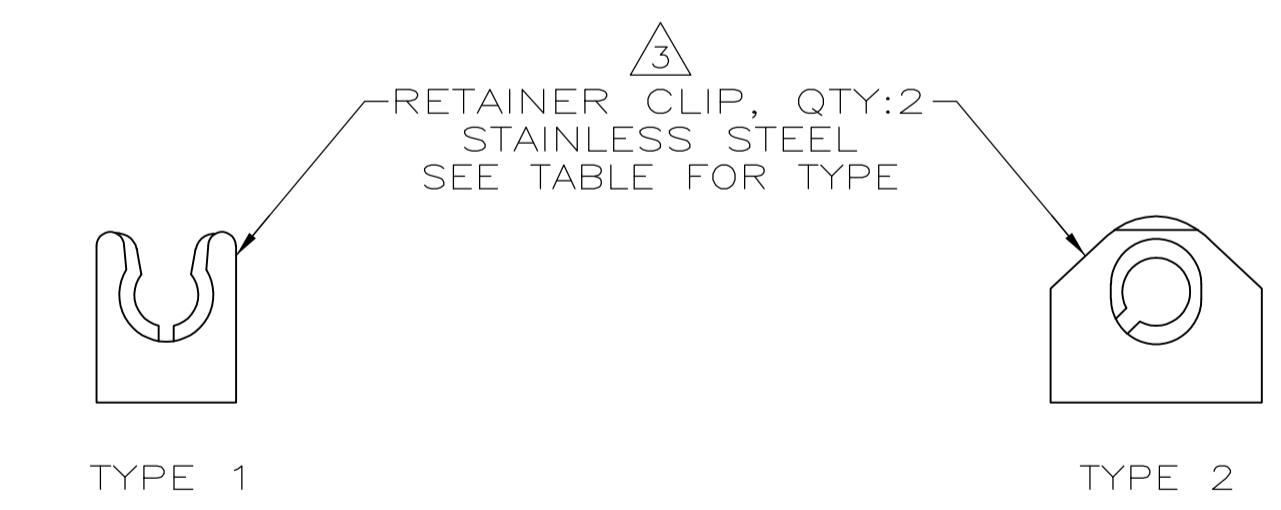 3
RETAINER CLIP, QTY:2
STAINLESS STEEL
SEE TABLE FOR TYPE
TYPE 1
TYPE 2